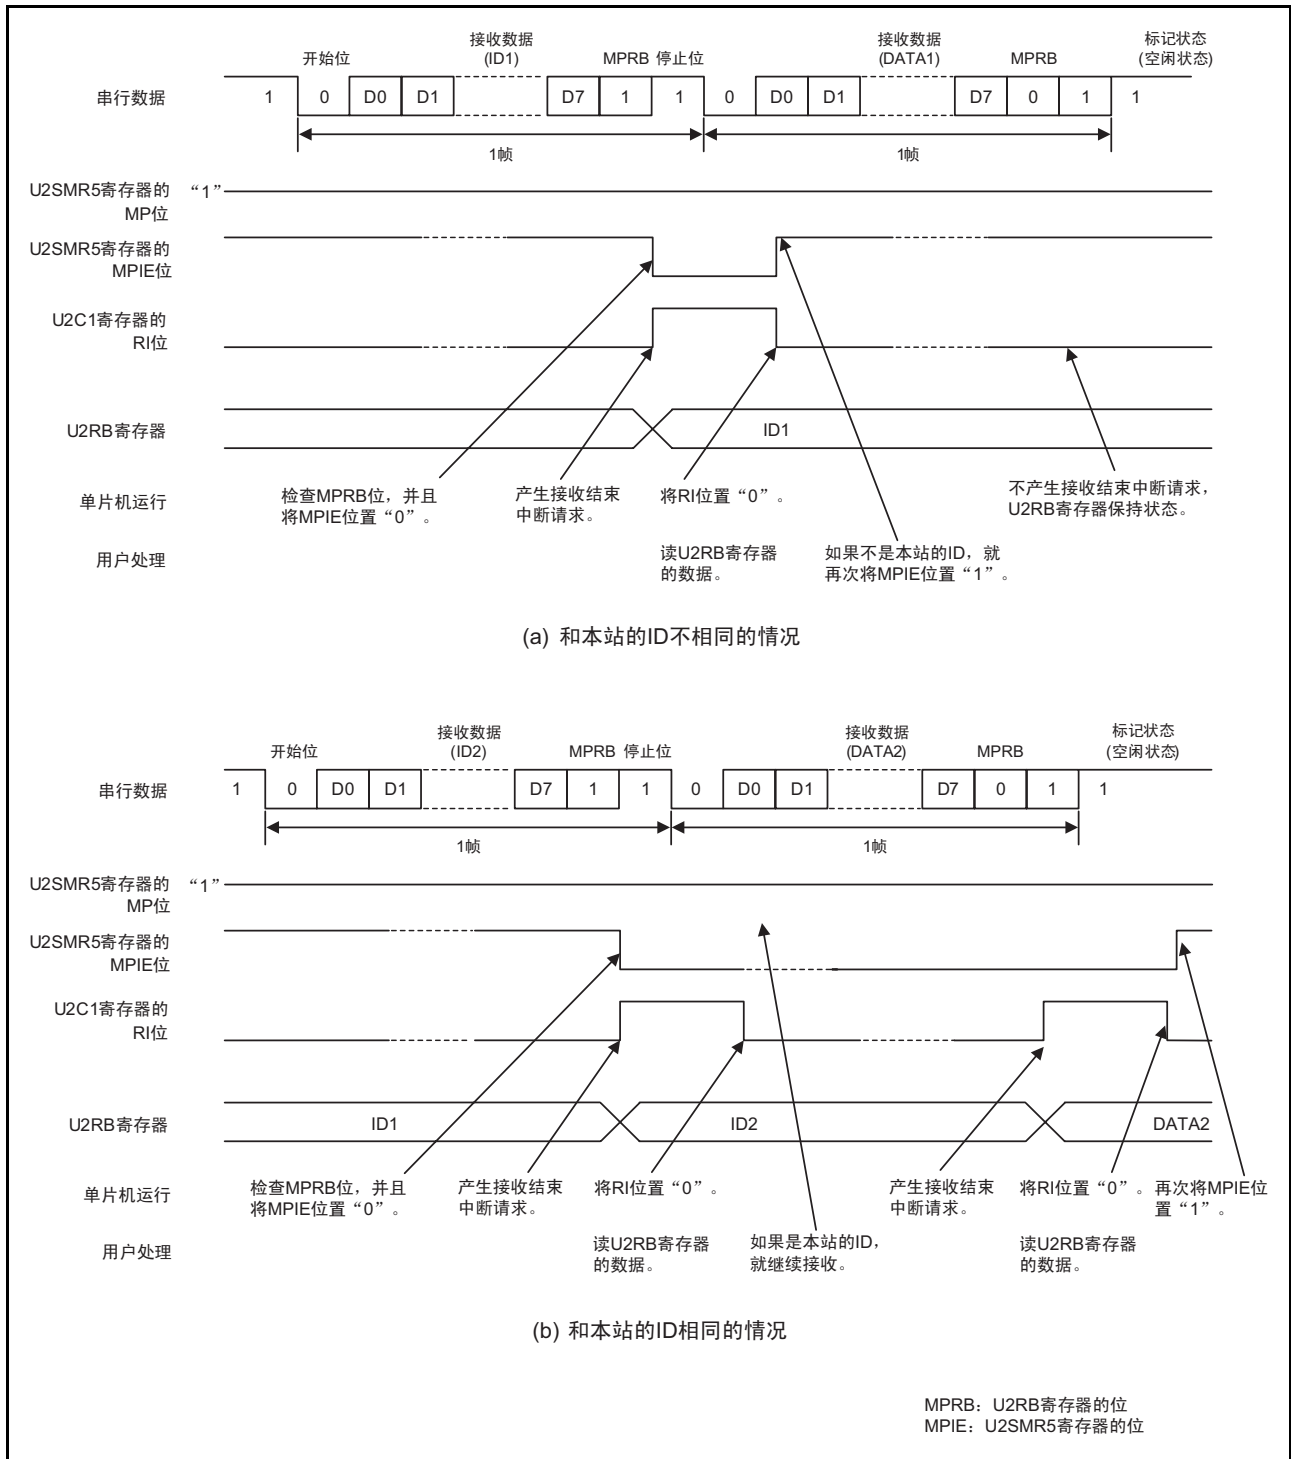 开始位
接收数据
(ID1)
MPRB 停止位
接收数据
(DATA1)
MPRB
标记状态
(空闲状态)
串行数据
1 0 D0 D1 D7 1 1 0 D0 D1 D7 0 1 1
1帧 1帧
U2SMR5寄存器的
MP位
“1”
U2SMR5寄存器的
MPIE位
U2C1寄存器的
RI位
U2RB寄存器
ID1
单片机运行
检查MPRB位，并且
将MPIE位置“0”。
产生接收结束
中断请求。
将RI位置“0”。
不产生接收结束中断请求，
U2RB寄存器保持状态。
用户处理
读U2RB寄存器
的数据。
如果不是本站的ID，就
再次将MPIE位置“1”。
(a) 和本站的ID不相同的情况
开始位
接收数据
(ID2)
MPRB 停止位
接收数据
(DATA2)
MPRB
标记状态
(空闲状态)
串行数据
1 0 D0 D1 D7 1 1 0 D0 D1 D7 0 1 1
1帧 1帧
U2SMR5寄存器的
MP位
“1”
U2SMR5寄存器的
MPIE位
U2C1寄存器的
RI位
U2RB寄存器
ID1 ID2 DATA2
单片机运行
检查MPRB位，并且
将MPIE位置“0”。
产生接收结束
中断请求。
将RI位置“0”。
产生接收结束
中断请求。
将RI位置“0”。
再次将MPIE位
置“1”。
用户处理
读U2RB寄存器
的数据。
如果是本站的ID，
就继续接收。
读U2RB寄存器
的数据。
(b) 和本站的ID相同的情况
MPRB：U2RB寄存器的位
MPIE：U2SMR5寄存器的位